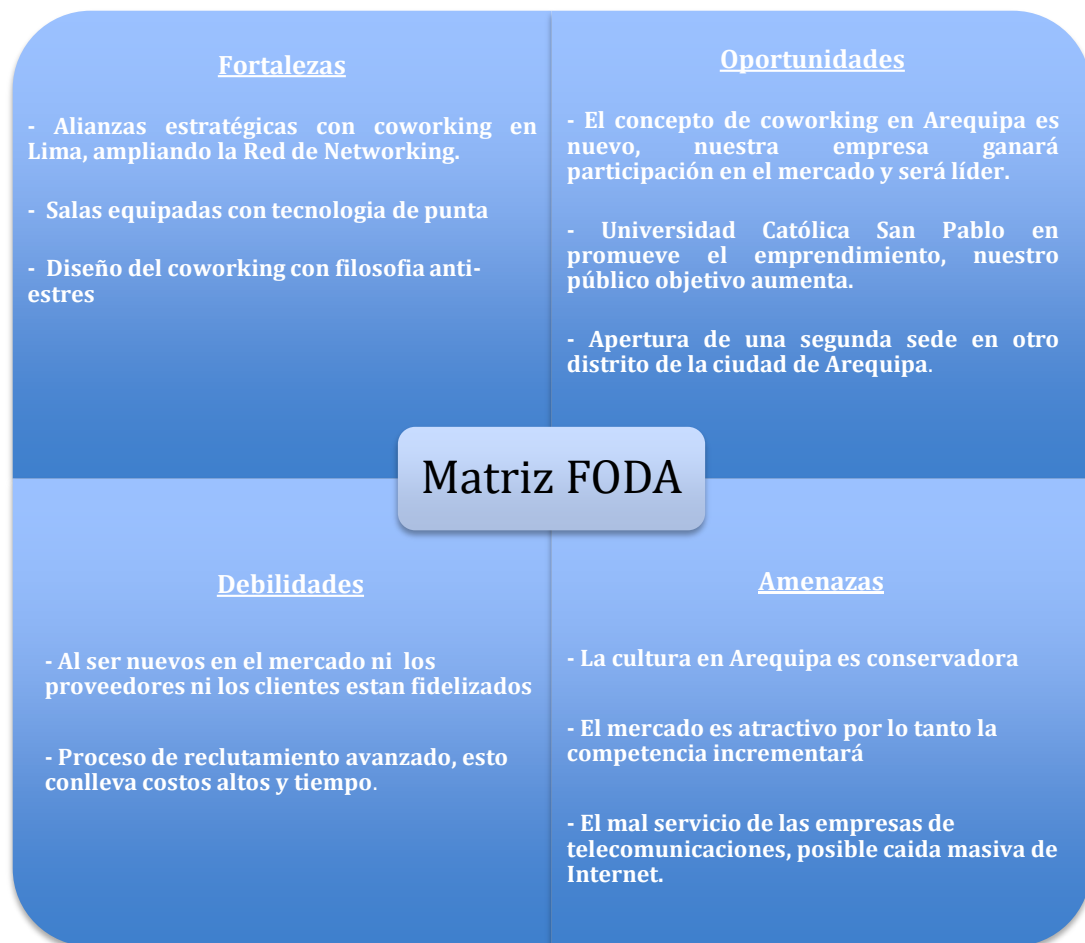 Fortalezas
- Alianzas estratégicas con coworking en
Lima, ampliando la Red de Networking.
- Salas equipadas con tecnologia de punta
- Diseño del coworking con filosofia anti-
estres
Oportunidades
- El concepto de coworking en Arequipa es
nuevo, nuestra empresa ganará
participación en el mercado y será líder.
- Universidad Católica San Pablo en
promueve el emprendimiento, nuestro
público objetivo aumenta.
- Apertura de una segunda sede en otro
distrito de la ciudad de Arequipa.
Matriz FODA
Debilidades
- Al ser nuevos en el mercado ni los
proveedores ni los clientes estan fidelizados
- Proceso de reclutamiento avanzado, esto
conlleva costos altos y tiempo.
Amenazas
- La cultura en Arequipa es conservadora
- El mercado es atractivo por lo tanto la
competencia incrementará
- El mal servicio de las empresas de
telecomunicaciones, posible caida masiva de
Internet.